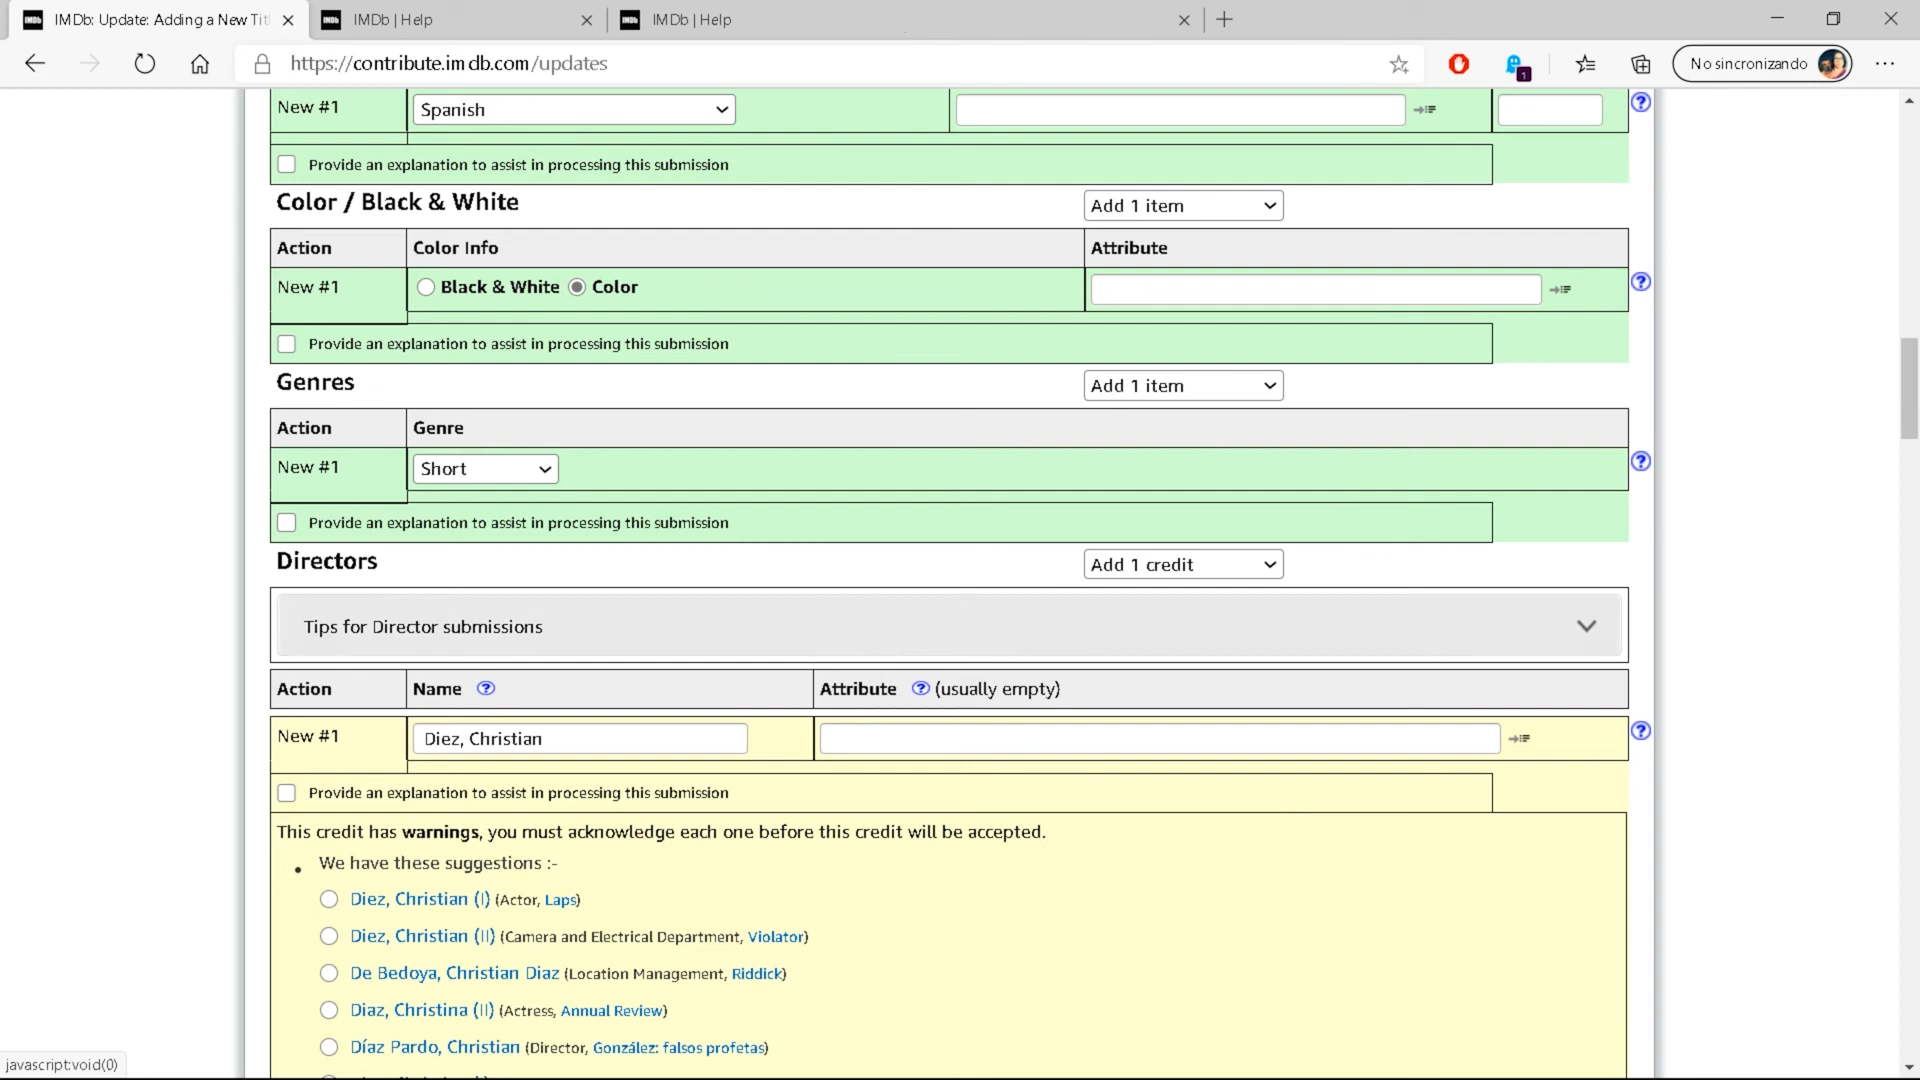 IMDb: Update: Adding a New Tit
IMDb | Help
IMDb | Help
https://contribute.imdb.com/updates
1
No sincronizando
New #1
Spanish
Provide an explanation to assist in processing this submission
Color / Black & White
Add 1 item
Action
Color Info
Attribute
New #1
Black & White
Color
Provide an explanation to assist in processing this submission
Genres
Add 1 item
Action
Genre
New #1
Short
Provide an explanation to assist in processing this submission
Directors
Add 1 credit
Tips for Director submissions
Action
Name
Attribute (usually empty)
New #1
Diez, Christian
Provide an explanation to assist in processing this submission
This credit has warnings, you must acknowledge each one before this credit will be accepted.
We have these suggestions :-
Diez, Christian (I) (Actor, Laps)
Diez, Christian (II) (Camera and Electrical Department, Violator)
De Bedoya, Christian Diaz (Location Management, Riddick)
Diaz, Christina (II) (Actress, Annual Review)
Díaz Pardo, Christian (Director, González: falsos profetas)
javascript:void(0)